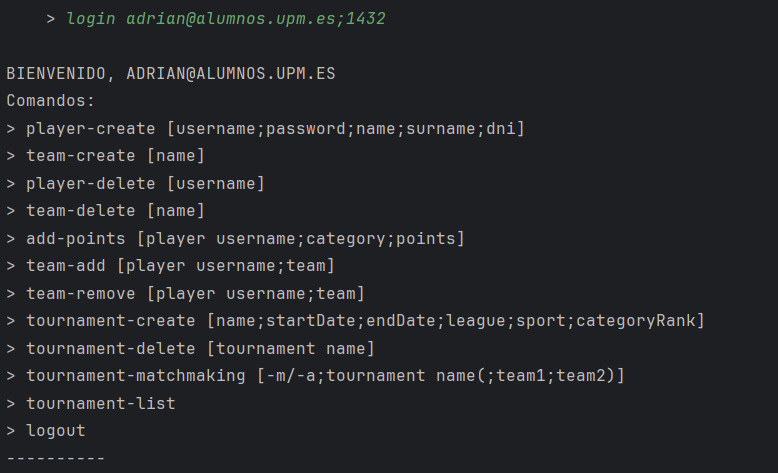 > login adrian@alumnos.upm.es;1432
BIENVENIDO, ADRIAN@ALUMNOS.UPM.ES
Comandos:
> player-create [username;password;name;surname;dni]
> team-create [name]
> player-delete [username]
> team-delete [name]
> add-points [player username;category;points]
> team-add [player username;team]
> team-remove [player username;team]
> tournament-create [name;startDate;endDate;league;sport;categoryRank]
> tournament-delete [tournament name]
> tournament-matchmaking [-m/-a;tournament name(;team1;team2)]
> tournament-list
> logout
----------